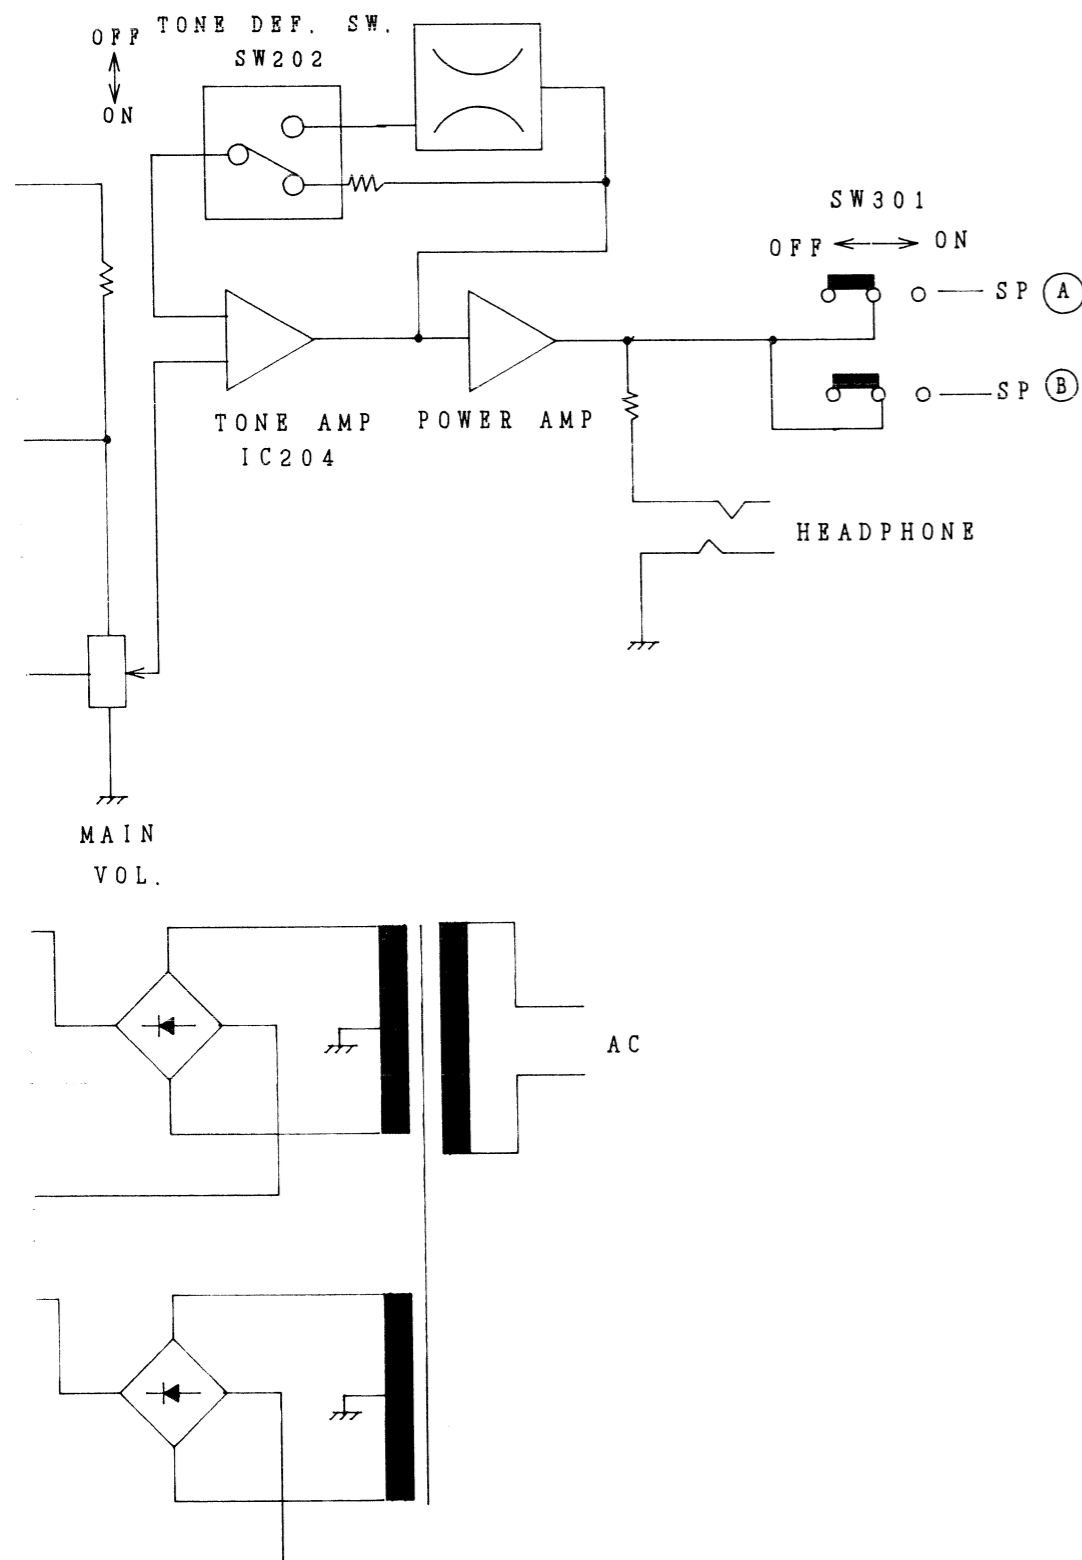 TONE DEF. SW.
SW202
OFF
ON
SW301
OFF
ON
SP A
SP B
TONE AMP
IC204
POWER AMP
HEADPHONE
MAIN
VOL.
AC